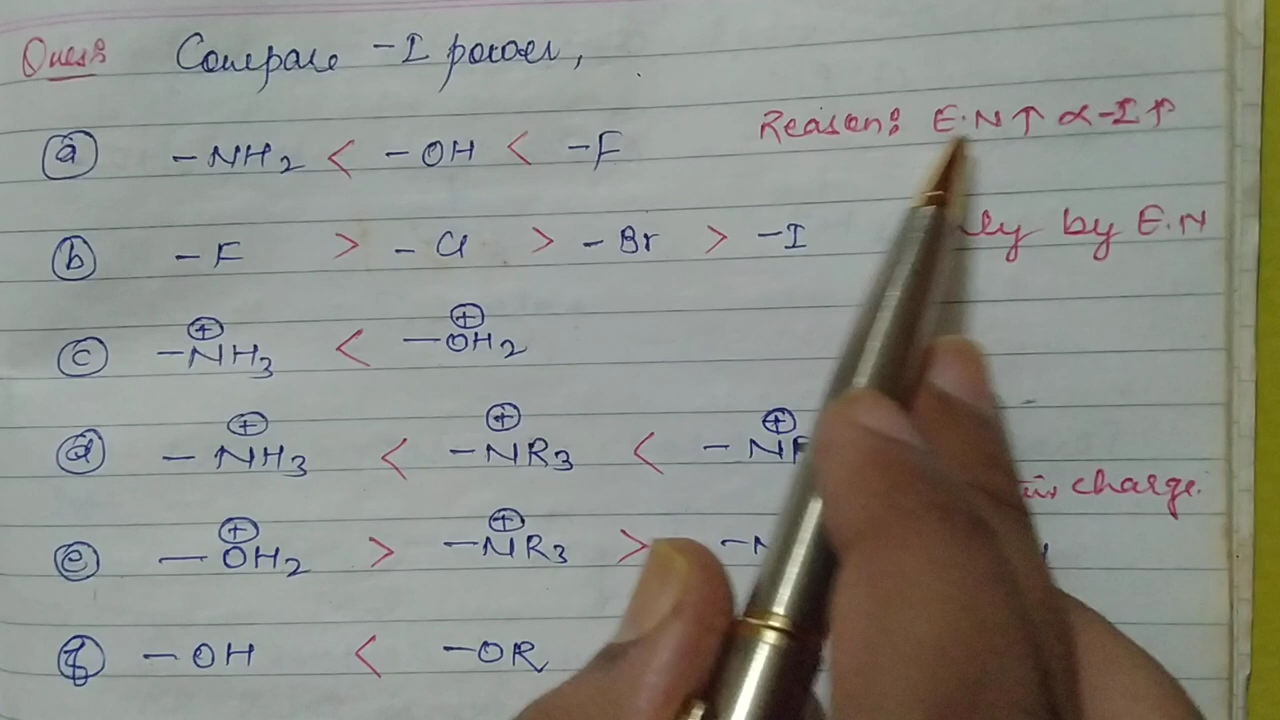 Ques: Compare -I power,
(a) -NH₂ < -OH < -F Reason: E.N↑ ∝ -I↑
(b) -F > -Cl > -Br > -I by E.N
(c) -N⊕H₃ < -O⊕H₂
(d) -N⊕H₃ < -N⊕R₃ < -N⊕
charge.
(e) -O⊕H₂ > -N⊕R₃ >
(f) -OH < -OR